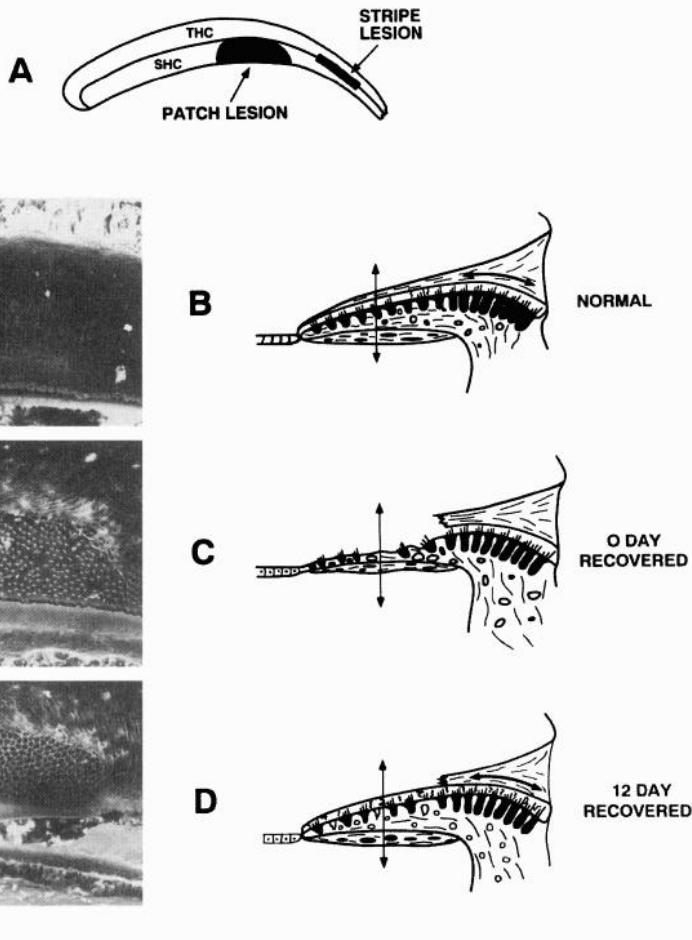 A
THC
SHC
STRIPE
LESION
PATCH LESION
B
NORMAL
C
O DAY
RECOVERED
D
12 DAY
RECOVERED